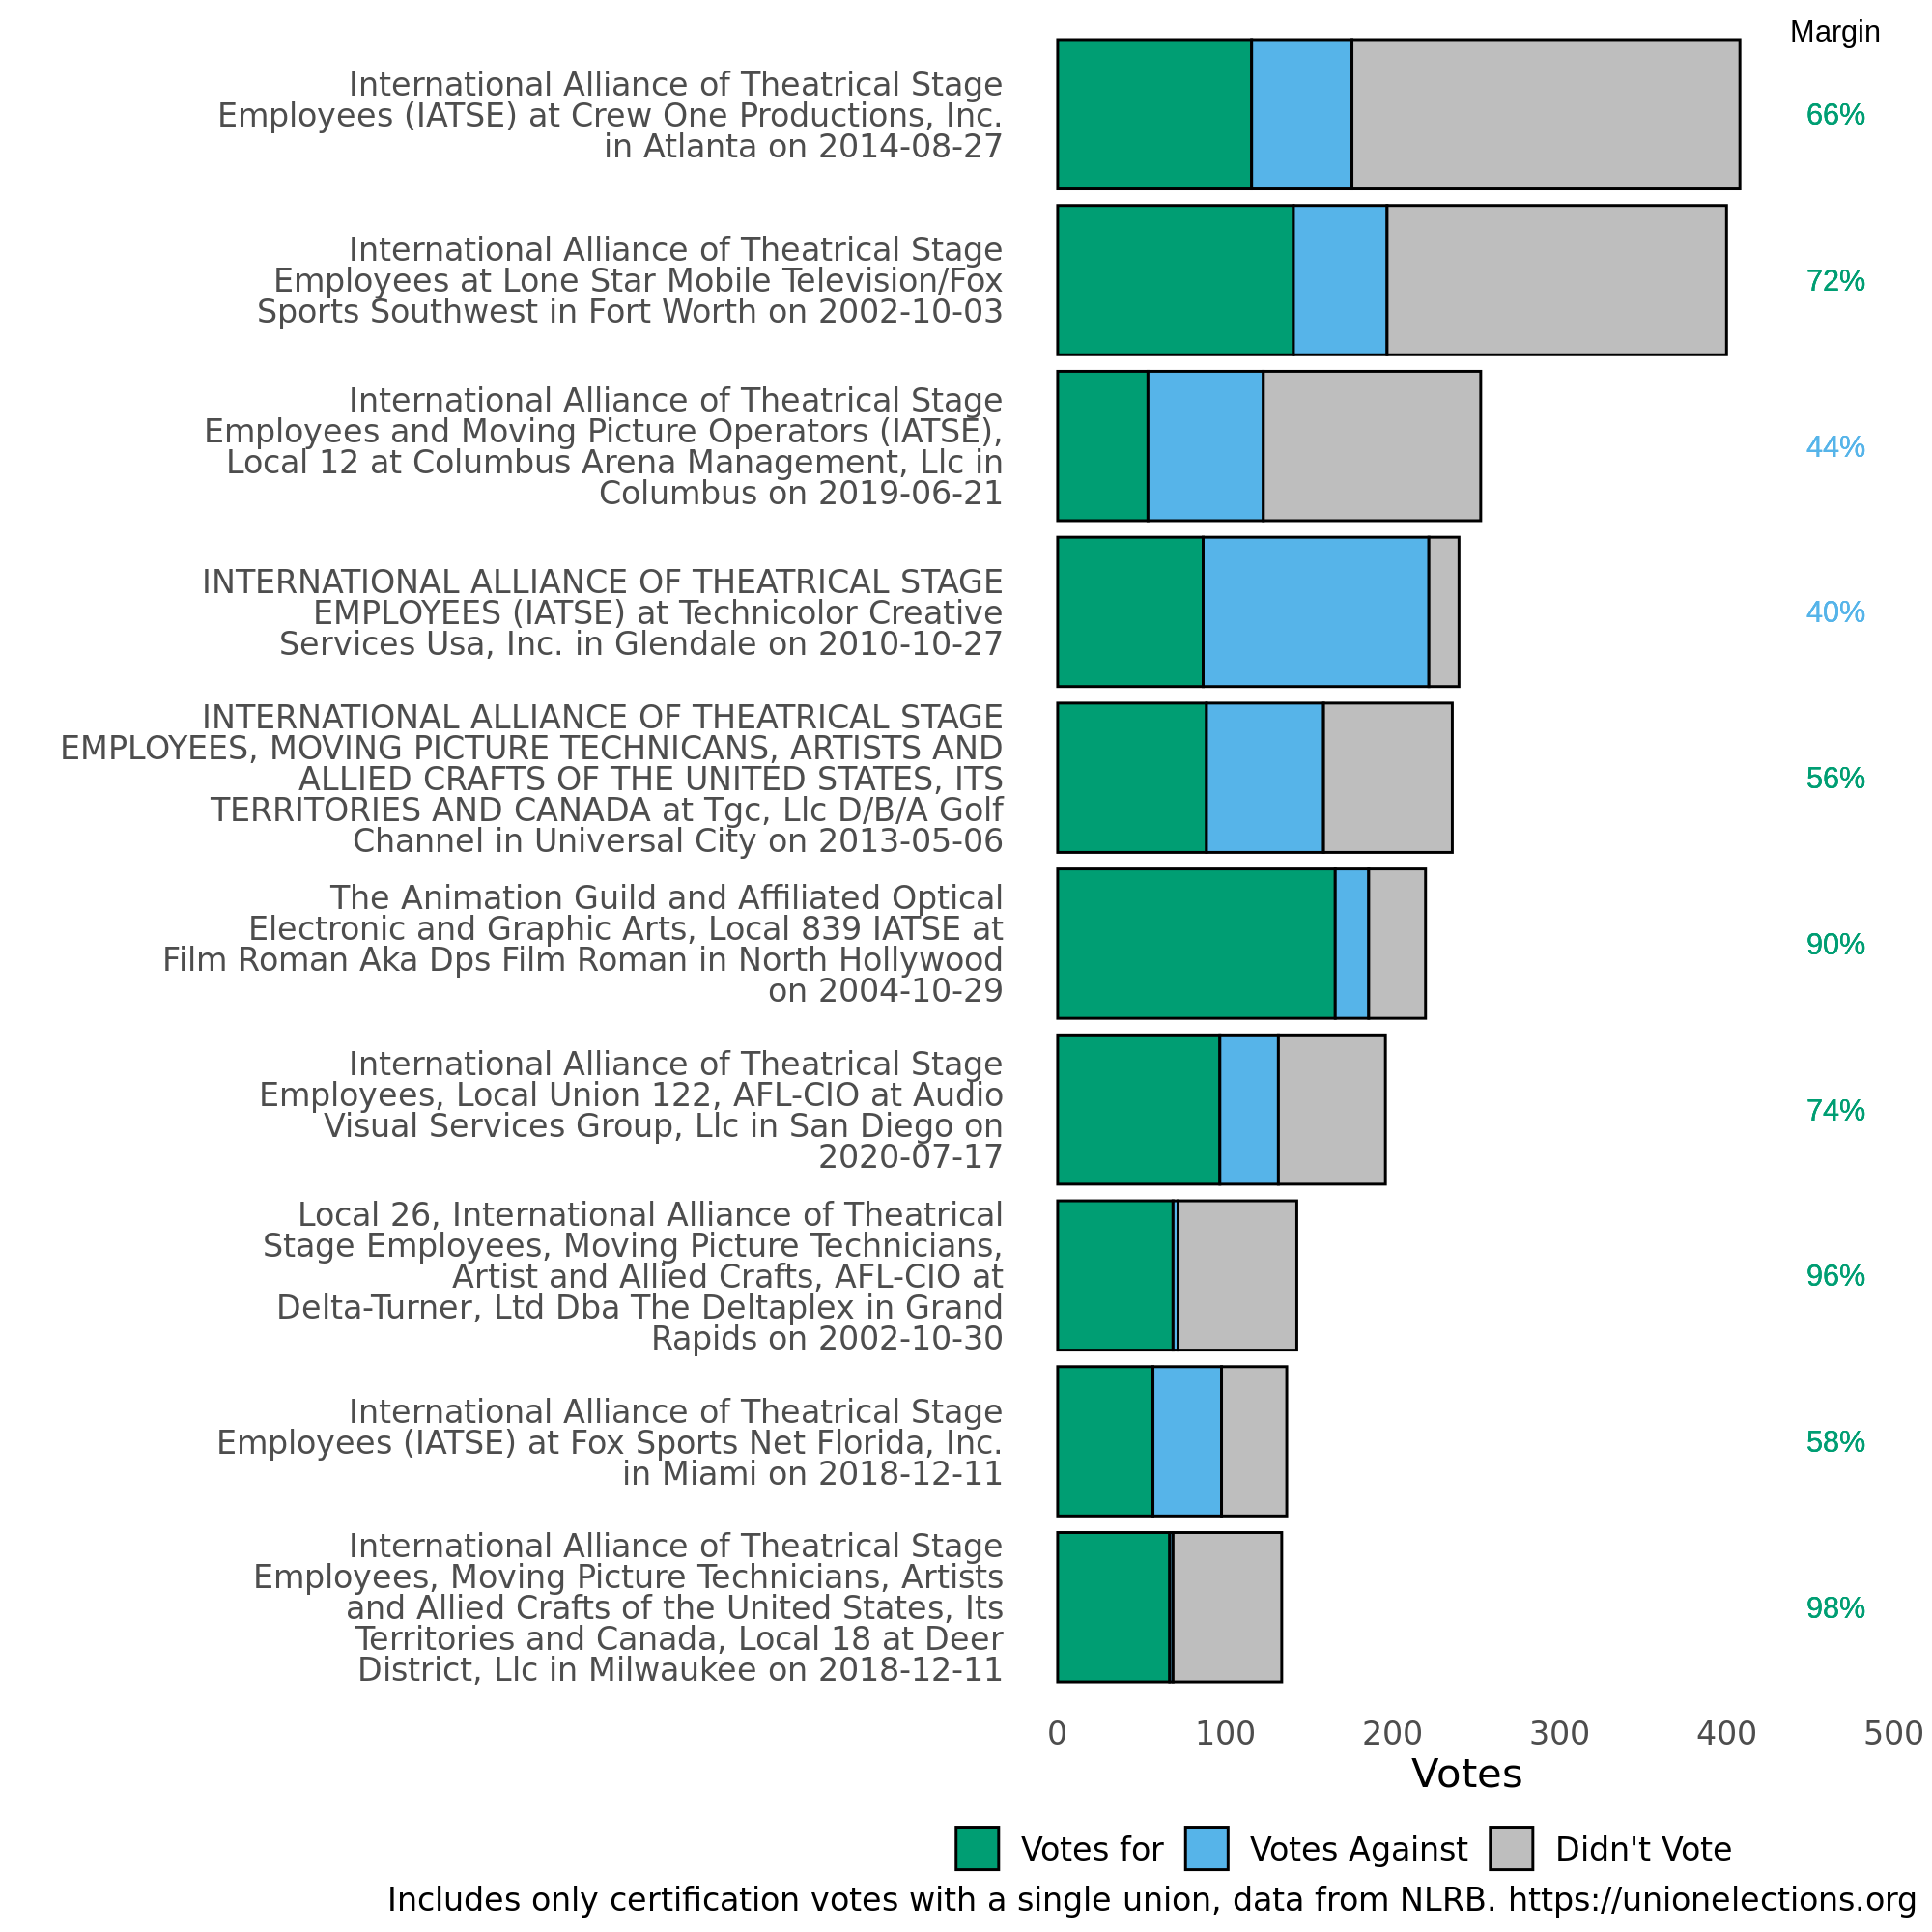 Margin
International Alliance of Theatrical Stage
Employees (IATSE) at Crew One Productions, Inc.
in Atlanta on 2014-08-27
66%
International Alliance of Theatrical Stage
Employees at Lone Star Mobile Television/Fox
Sports Southwest in Fort Worth on 2002-10-03
72%
International Alliance of Theatrical Stage
Employees and Moving Picture Operators (IATSE),
Local 12 at Columbus Arena Management, Llc in
Columbus on 2019-06-21
44%
INTERNATIONAL ALLIANCE OF THEATRICAL STAGE
EMPLOYEES (IATSE) at Technicolor Creative
Services Usa, Inc. in Glendale on 2010-10-27
40%
INTERNATIONAL ALLIANCE OF THEATRICAL STAGE
EMPLOYEES, MOVING PICTURE TECHNICANS, ARTISTS AND
ALLIED CRAFTS OF THE UNITED STATES, ITS
TERRITORIES AND CANADA at Tgc, Llc D/B/A Golf
Channel in Universal City on 2013-05-06
56%
The Animation Guild and Affiliated Optical
Electronic and Graphic Arts, Local 839 IATSE at
Film Roman Aka Dps Film Roman in North Hollywood
on 2004-10-29
90%
International Alliance of Theatrical Stage
Employees, Local Union 122, AFL-CIO at Audio
Visual Services Group, Llc in San Diego on
2020-07-17
74%
Local 26, International Alliance of Theatrical
Stage Employees, Moving Picture Technicians,
Artist and Allied Crafts, AFL-CIO at
Delta-Turner, Ltd Dba The Deltaplex in Grand
Rapids on 2002-10-30
96%
International Alliance of Theatrical Stage
Employees (IATSE) at Fox Sports Net Florida, Inc.
in Miami on 2018-12-11
58%
International Alliance of Theatrical Stage
Employees, Moving Picture Technicians, Artists
and Allied Crafts of the United States, Its
Territories and Canada, Local 18 at Deer
District, Llc in Milwaukee on 2018-12-11
98%
0 100 200 300 400 500
Votes
Votes for Votes Against Didn't Vote
Includes only certification votes with a single union, data from NLRB. https://unionelections.org